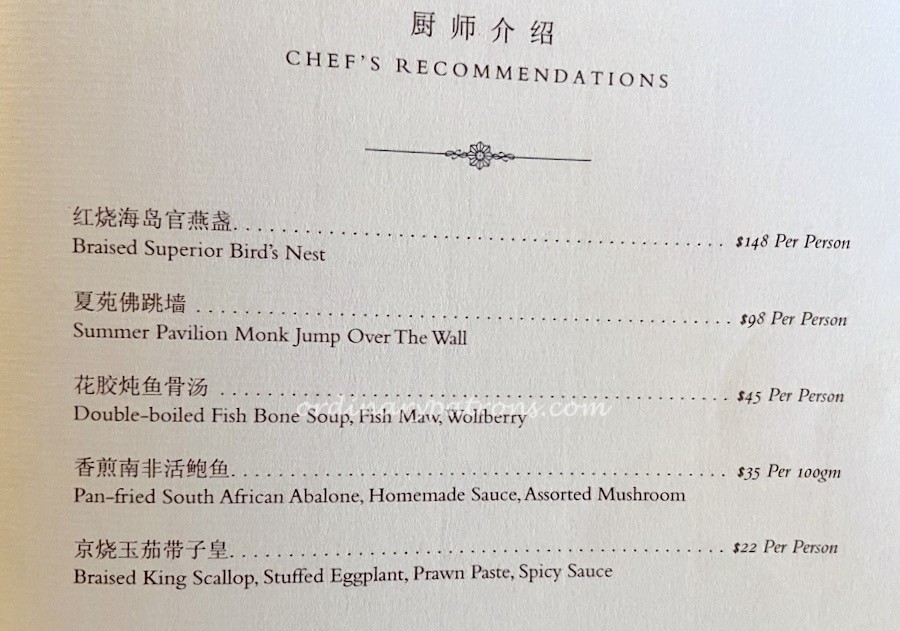 厨师介绍
CHEF'S RECOMMENDATIONS
红烧海岛官燕盏 $148 Per Person
Braised Superior Bird's Nest
夏苑佛跳墙 $98 Per Person
Summer Pavilion Monk Jump Over The Wall
花胶炖鱼骨汤 $45 Per Person
ordinarypatrons.com
Double-boiled Fish Bone Soup, Fish Maw, Wolfberry
香煎南非活鲍鱼 $35 Per 100gm
Pan-fried South African Abalone, Homemade Sauce, Assorted Mushroom
京烧玉茄带子皇 $22 Per Person
Braised King Scallop, Stuffed Eggplant, Prawn Paste, Spicy Sauce